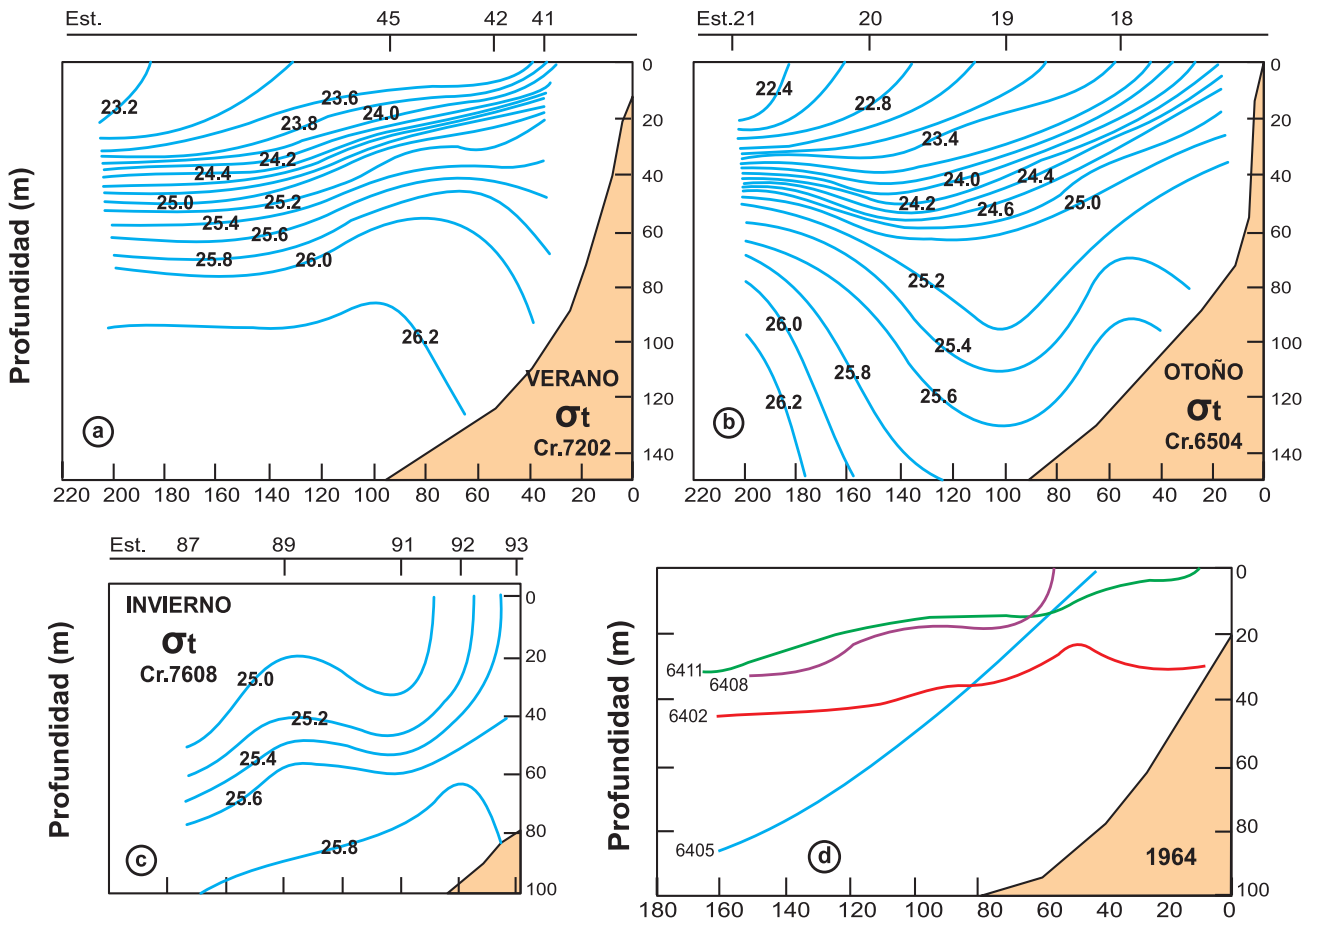 Est. 45 42 41
Profundidad (m)
0
20
40
60
80
100
120
140
23.2
23.6
23.8
24.0
24.2
24.4
25.0
25.2
25.4
25.6
25.8
26.0
26.2
VERANO
σt
Cr.7202
a
220 200 180 160 140 120 100 80 60 40 20 0
Est.21 20 19 18
0
20
40
60
80
100
120
140
22.4
22.8
23.4
24.0
24.4
24.2
24.6
25.0
25.2
26.0
25.4
25.8
25.6
26.2
OTOÑO
σt
Cr.6504
b
220 200 180 160 140 120 100 80 60 40 20 0
Est. 87 89 91 92 93
INVIERNO
σt
Cr.7608
Profundidad (m)
0
20
40
60
80
100
25.0
25.2
25.4
25.6
25.8
c
Profundidad (m)
0
20
40
60
80
100
6411
6408
6402
6405
d
1964
180 160 140 120 100 80 60 40 20 0